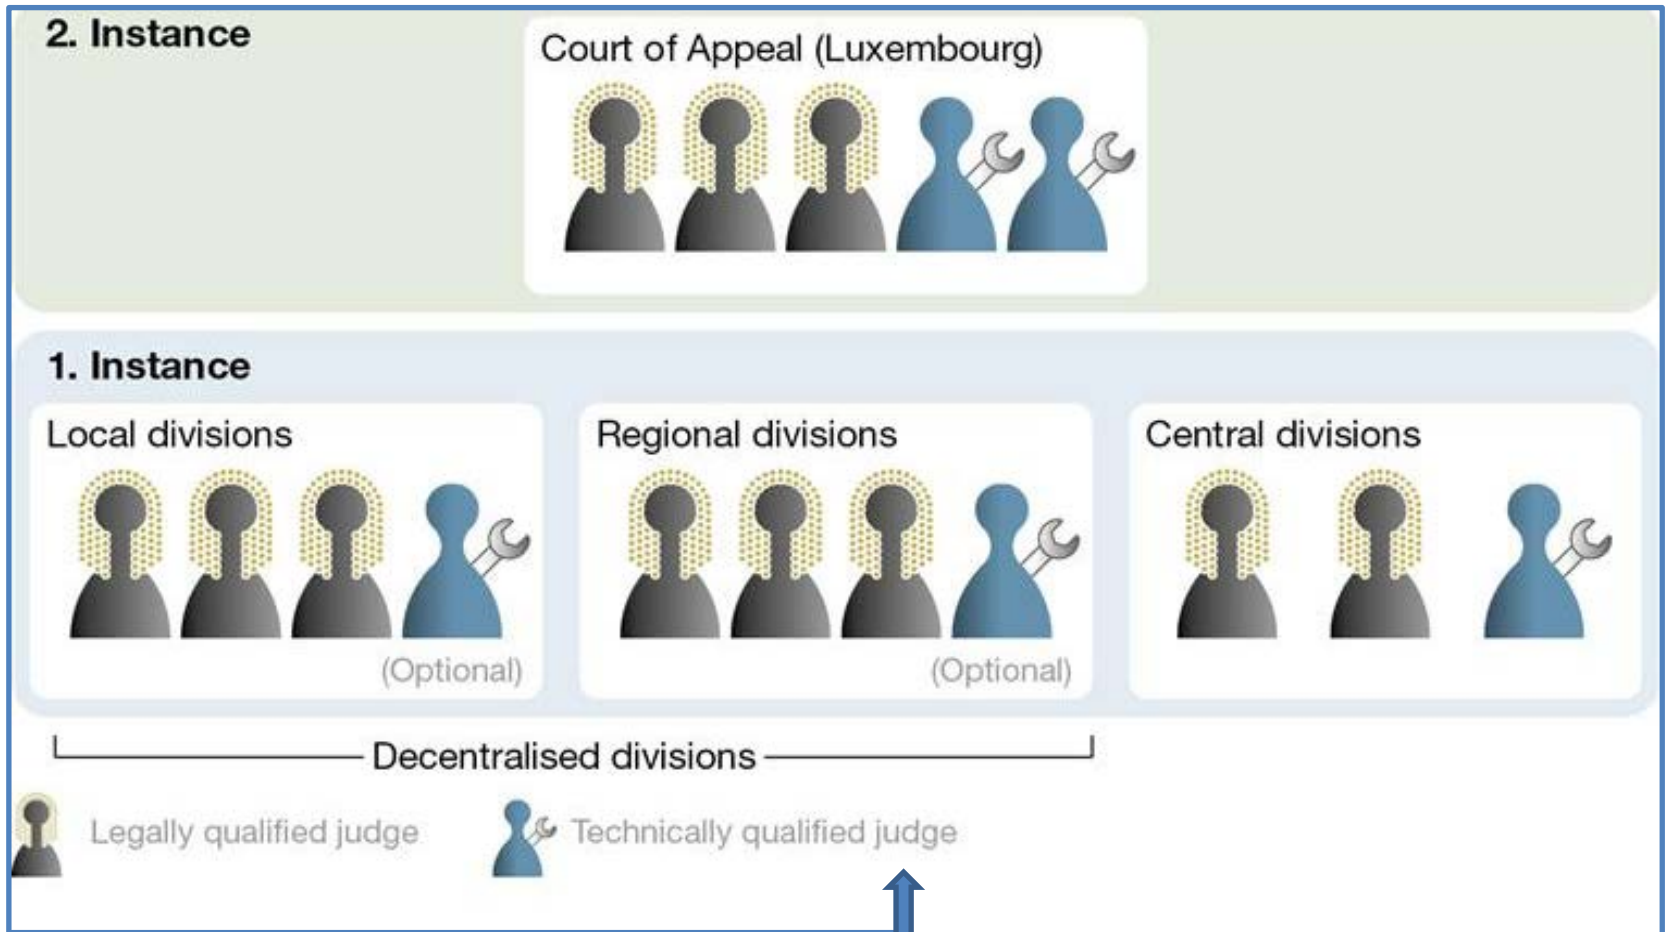 2. Instance
Court of Appeal (Luxembourg)
1. Instance
Local divisions
(Optional)
Regional divisions
(Optional)
Central divisions
Decentralised divisions
Legally qualified judge
Technically qualified judge